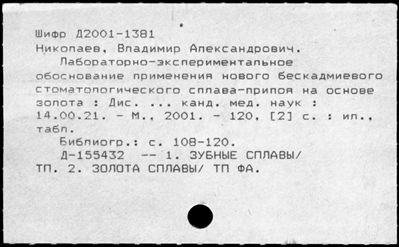 Шифр Д2001-1381
Николаев, Владимир Александрович.
Лабораторно-экспериментальное
обоснование применения нового бескадмиевого
стоматологического сплава-припоя на основе
золота : Дис. ... канд. мед. наук :
14.00.21. - М., 2001. - 120, [2] с. : ил.,
табл.
Библиогр.: с. 108-120.
Д-155432 -- 1. ЗУБНЫЕ СПЛАВЫ/
ТП. 2. ЗОЛОТА СПЛАВЫ/ ТП ФА.